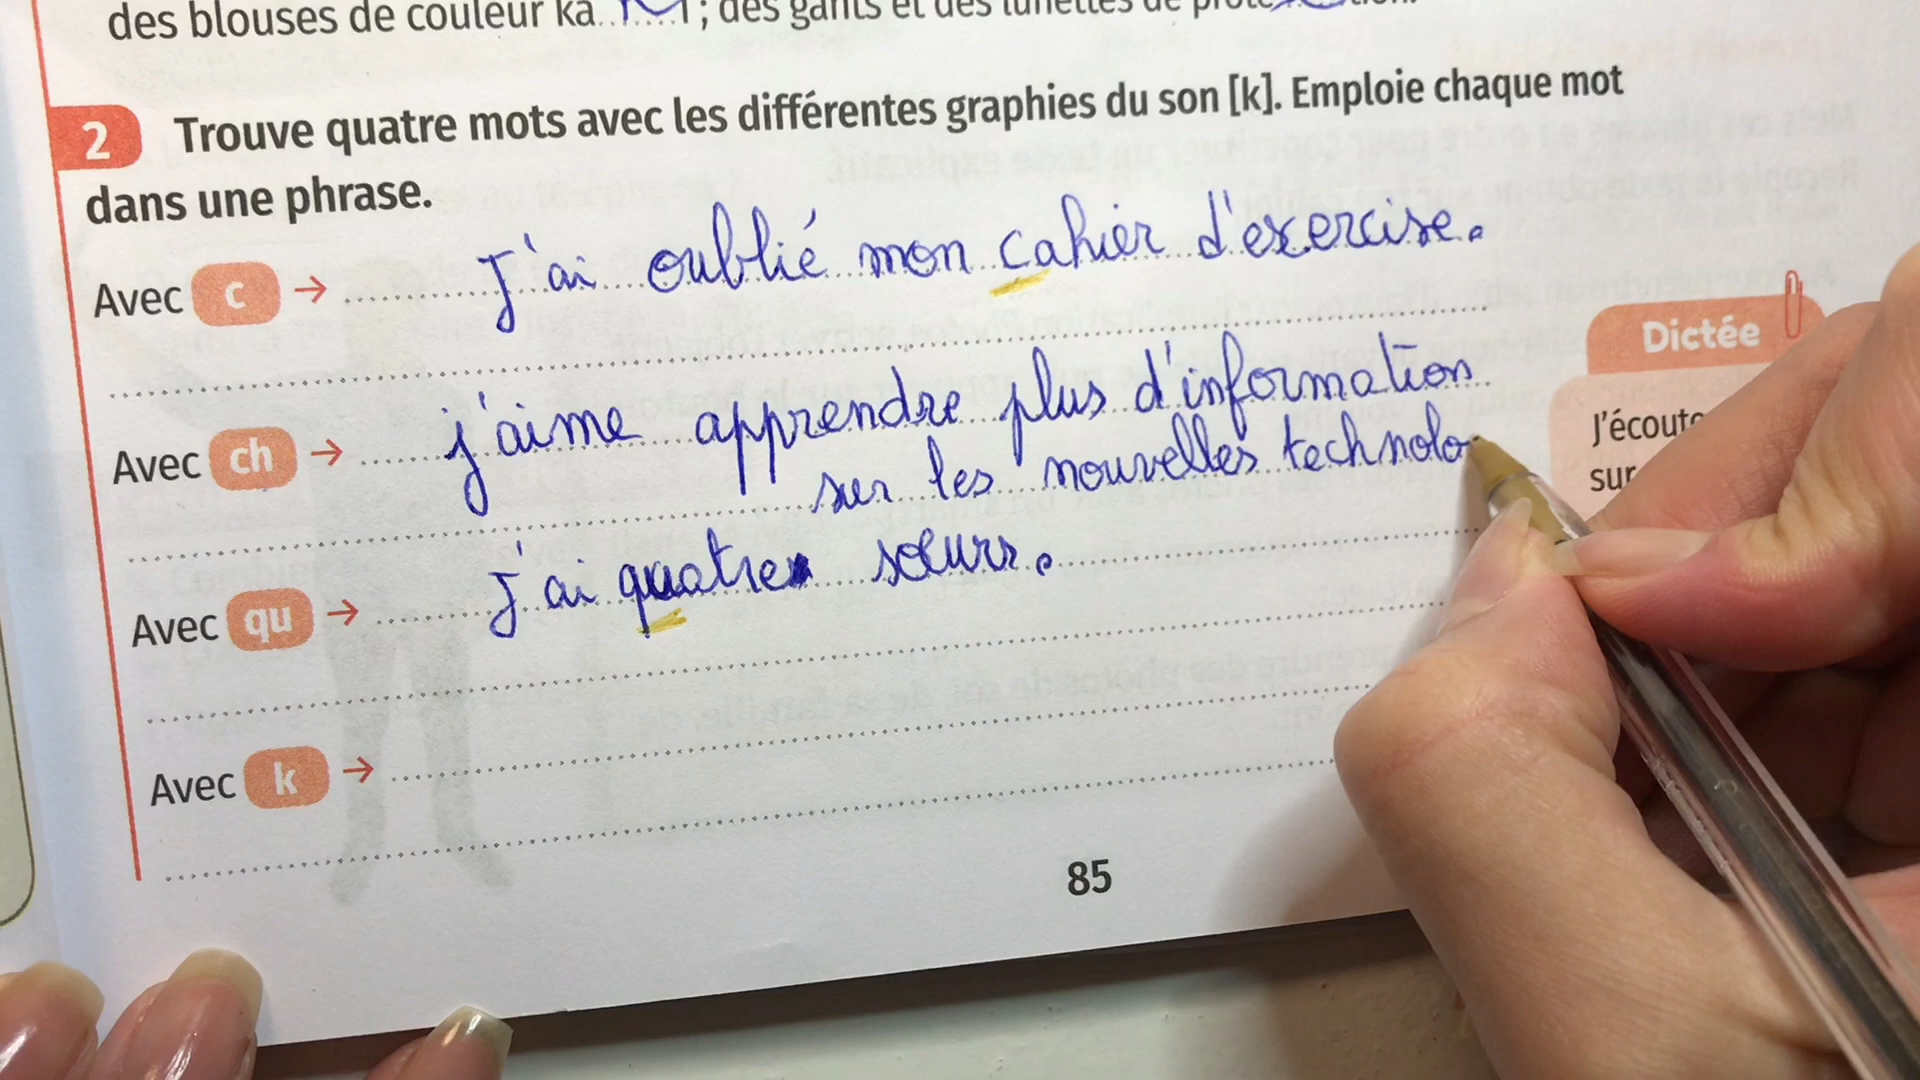 des blouses de couleur ka ; des gants et des lunettes de
2 Trouve quatre mots avec les différentes graphies du son [k]. Emploie chaque mot
dans une phrase.
Avec c → J'ai oublié mon cahier d'exercise.
Avec ch → j'aime apprendre plus d'information
sur les nouvelles technolo
Avec qu → J'ai quatre sœurs.
Avec k →
Dictée
J'écoute
sur
85